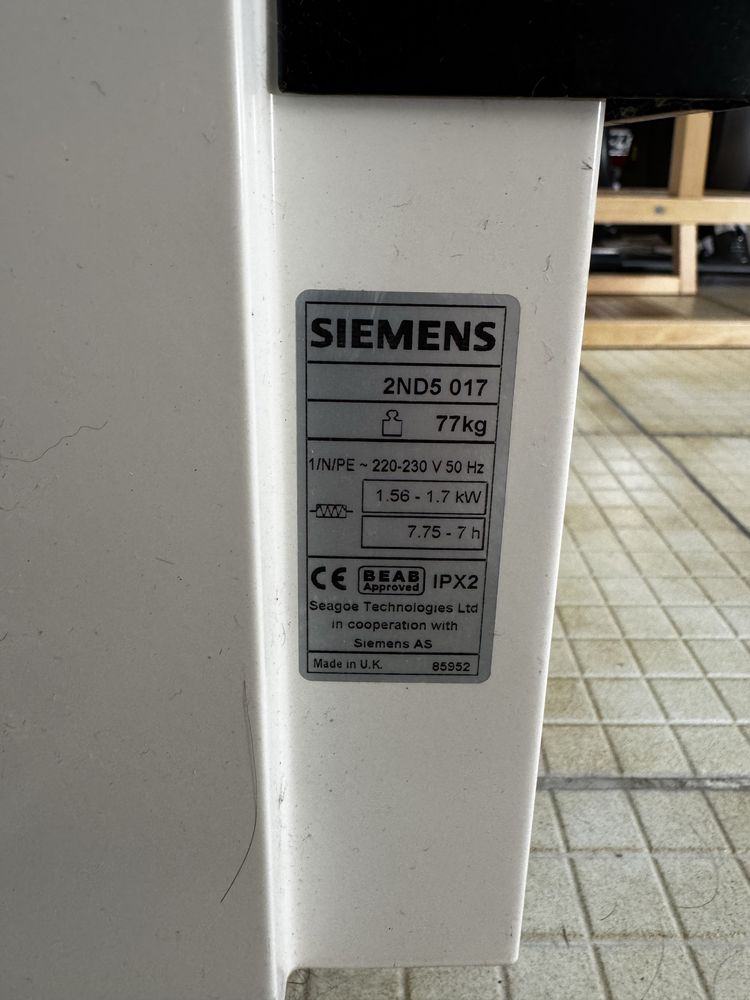 SIEMENS
2ND5 017
77kg
1/N/PE ~ 220-230 V 50 Hz
1.56 - 1.7 kW
7.75 - 7 h
CE BEAB Approved IPX2
Seagoe Technologies Ltd
in cooperation with
Siemens AS
Made in U.K. 85952